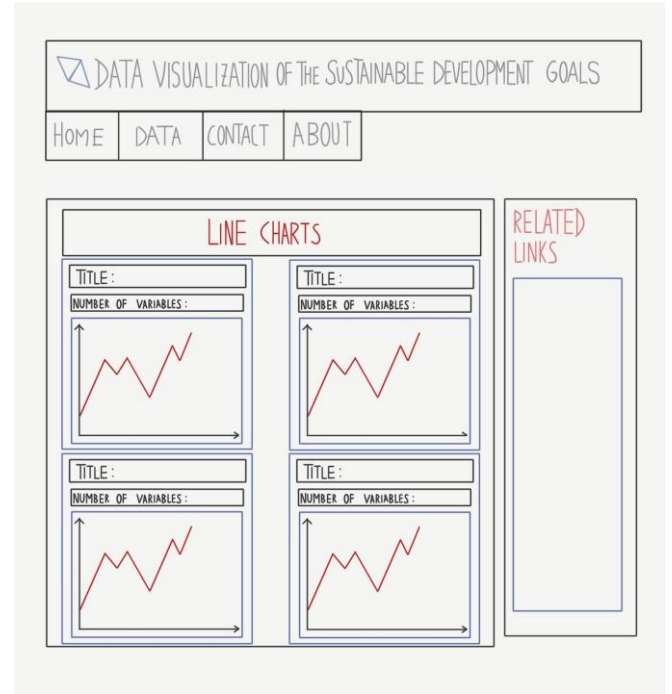 DATA VISUALIZATION OF THE SUSTAINABLE DEVELOPMENT GOALS
HOME DATA CONTACT ABOUT
LINE CHARTS
TITLE:
NUMBER OF VARIABLES:
TITLE:
NUMBER OF VARIABLES:
TITLE:
NUMBER OF VARIABLES:
TITLE:
NUMBER OF VARIABLES:
RELATED
LINKS